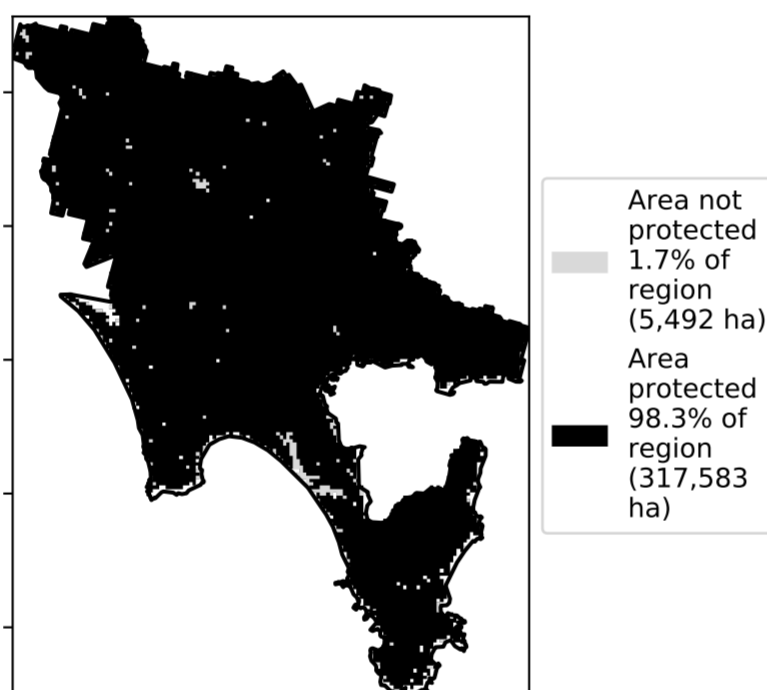 Area not
protected
1.7% of
region
(5,492 ha)
Area
protected
98.3% of
region
(317,583
ha)